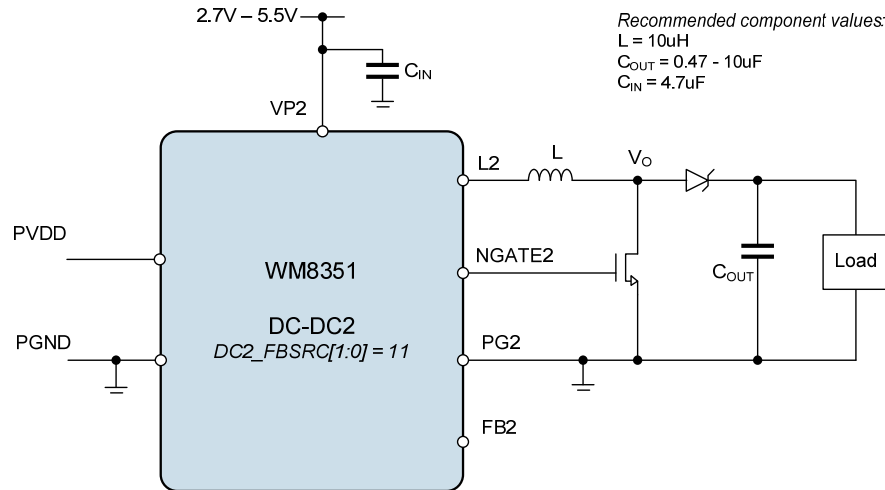 2.7V – 5.5V
Recommended component values:
L = 10uH
COUT = 0.47 - 10uF
CIN = 4.7uF
CIN
VP2
L2
L
VO
PVDD
NGATE2
WM8351
COUT
Load
DC-DC2
DC2_FBSRC[1:0] = 11
PGND
PG2
FB2